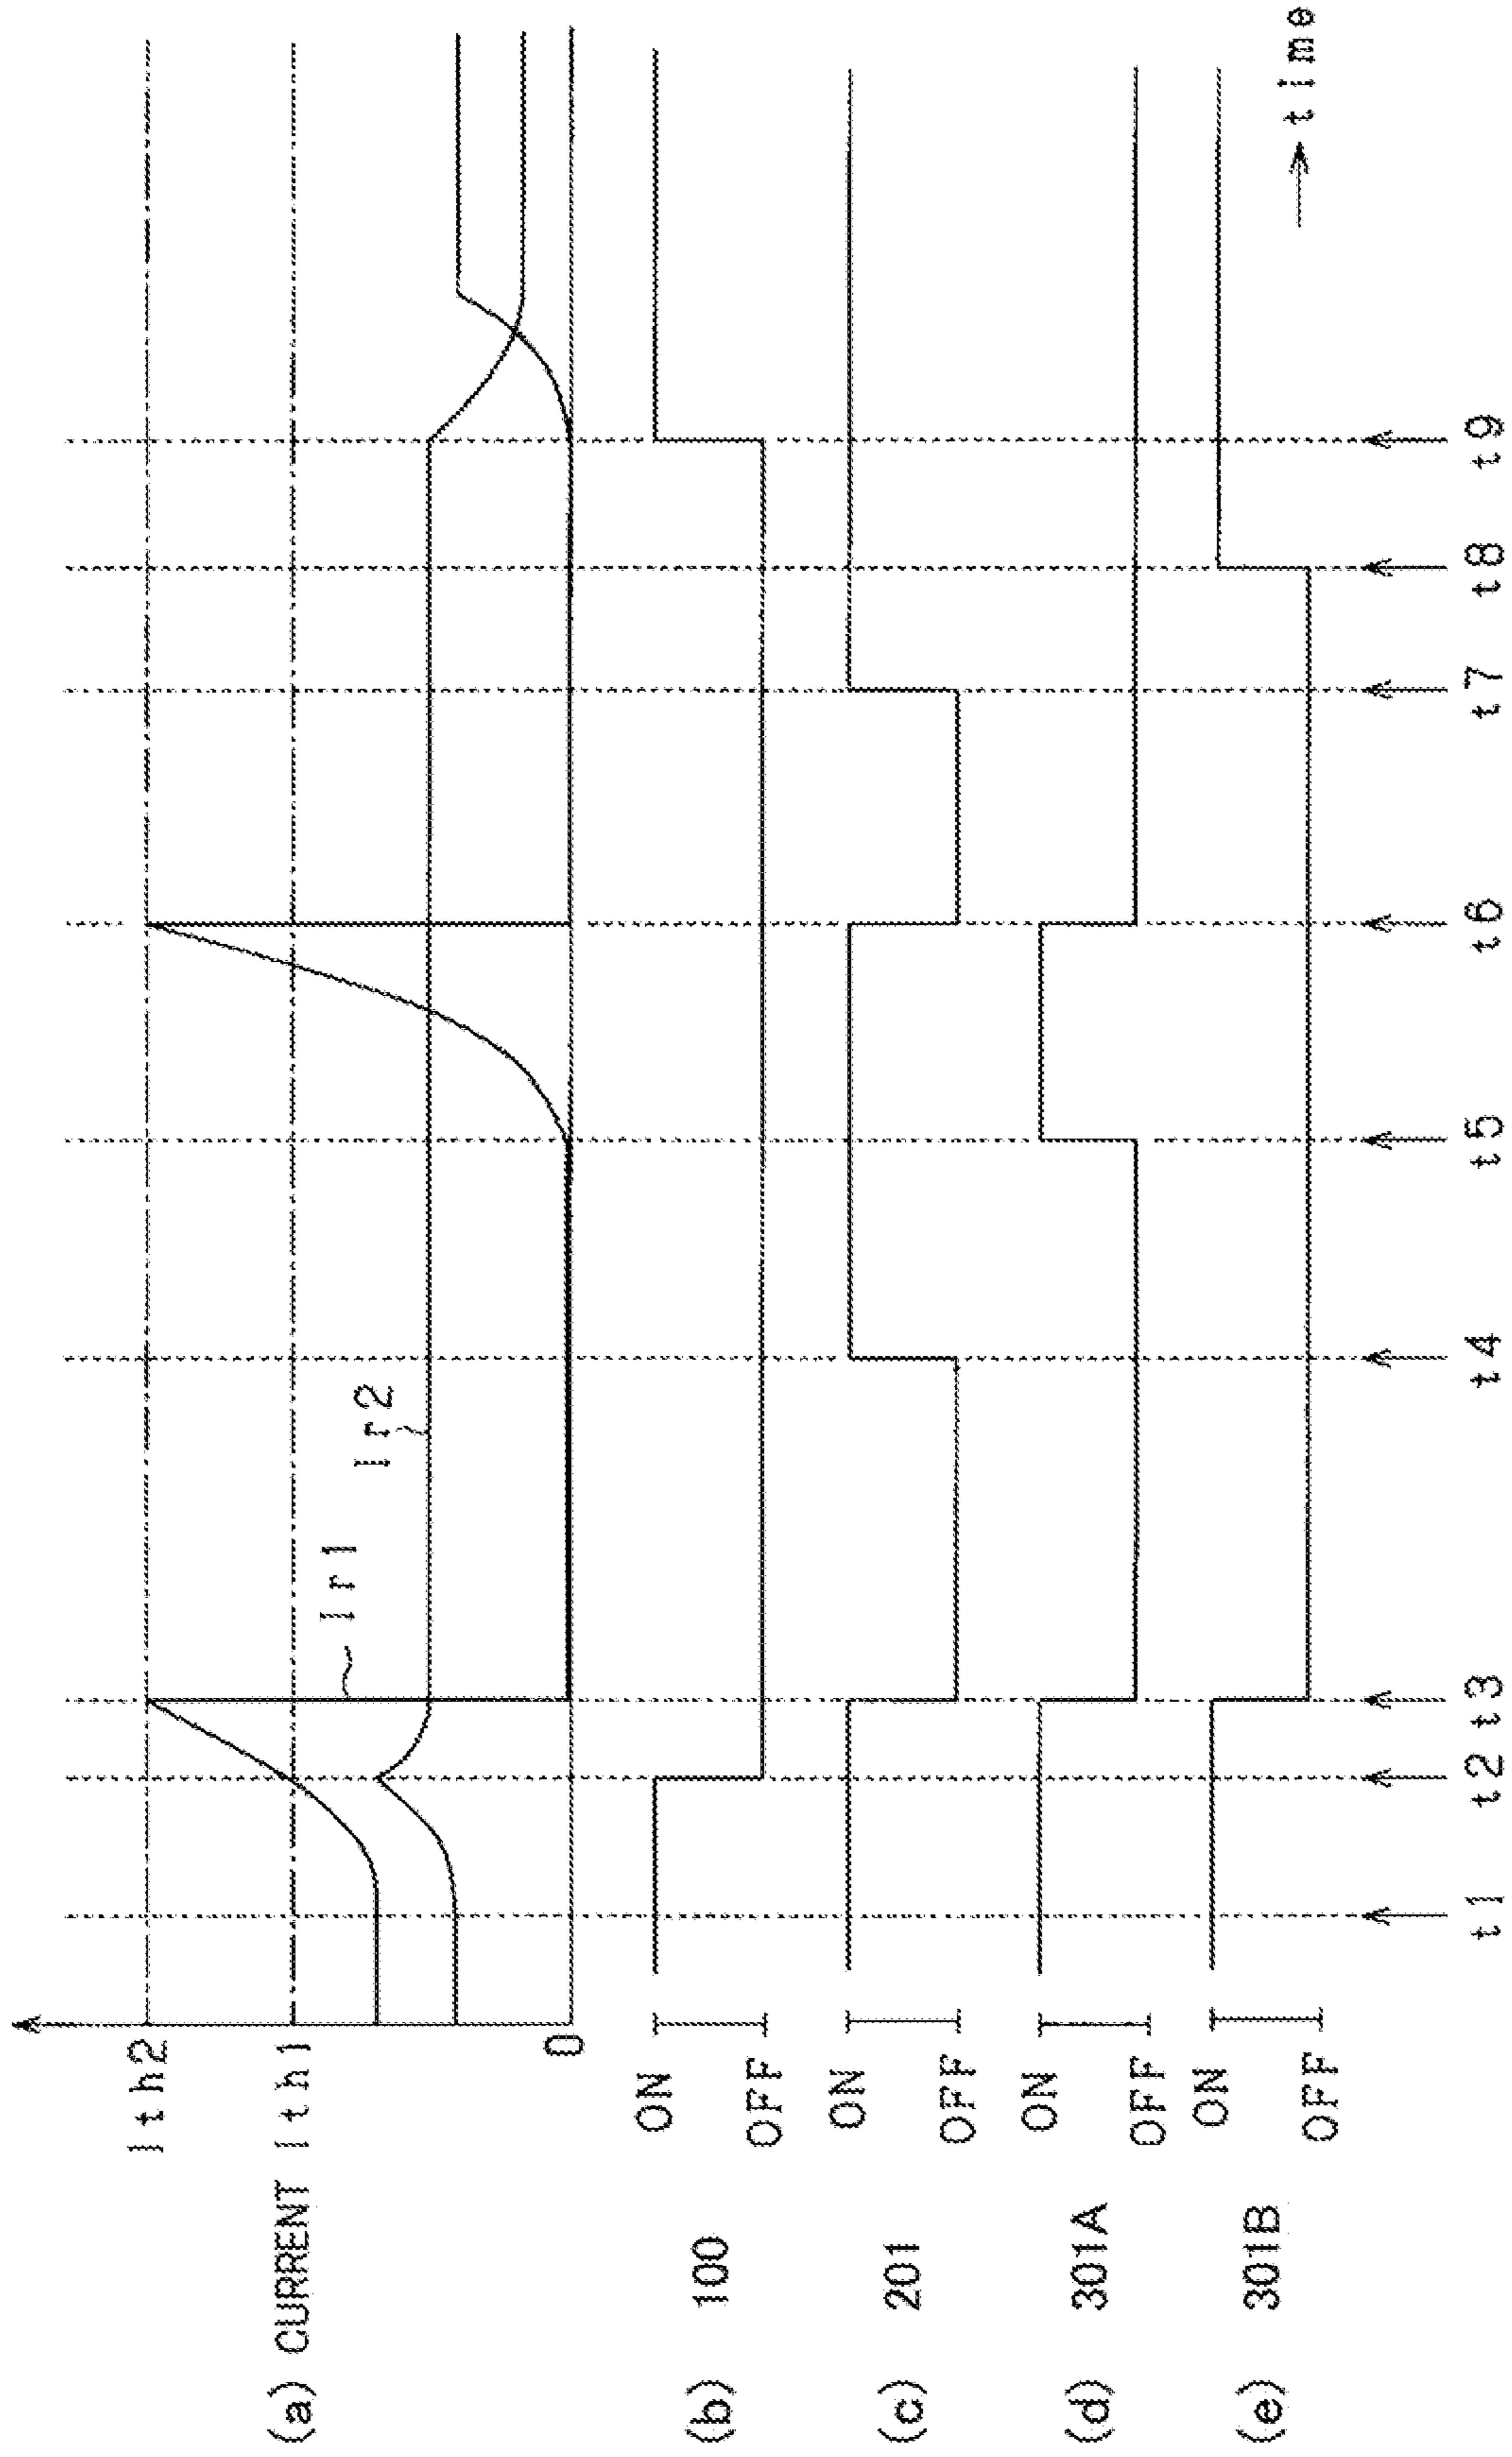 Ith2
(a) CURRENT Ith1
Ir1
Ir2
0
(b) 100
ON
OFF
(c) 201
ON
OFF
(d) 301A
ON
OFF
(e) 301B
ON
OFF
→ time
t1 t2 t3 t4 t5 t6 t7 t8 t9